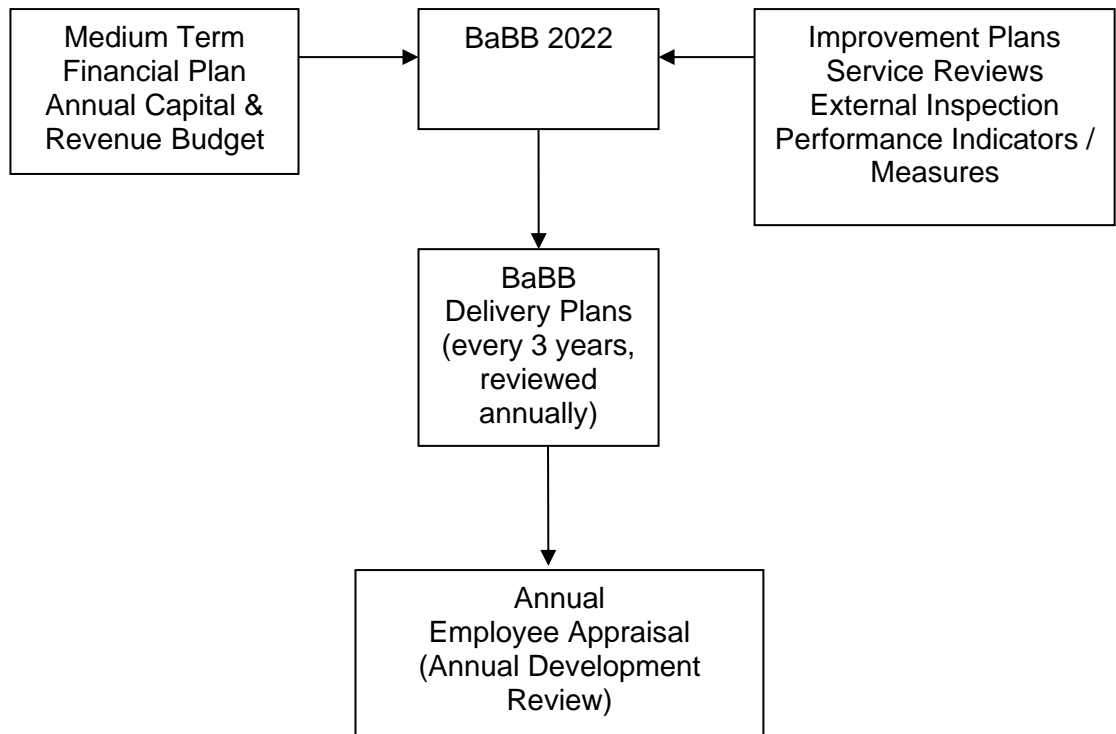 Medium Term
Financial Plan
Annual Capital &
Revenue Budget
BaBB 2022
Improvement Plans
Service Reviews
External Inspection
Performance Indicators /
Measures
BaBB
Delivery Plans
(every 3 years,
reviewed
annually)
Annual
Employee Appraisal
(Annual Development
Review)